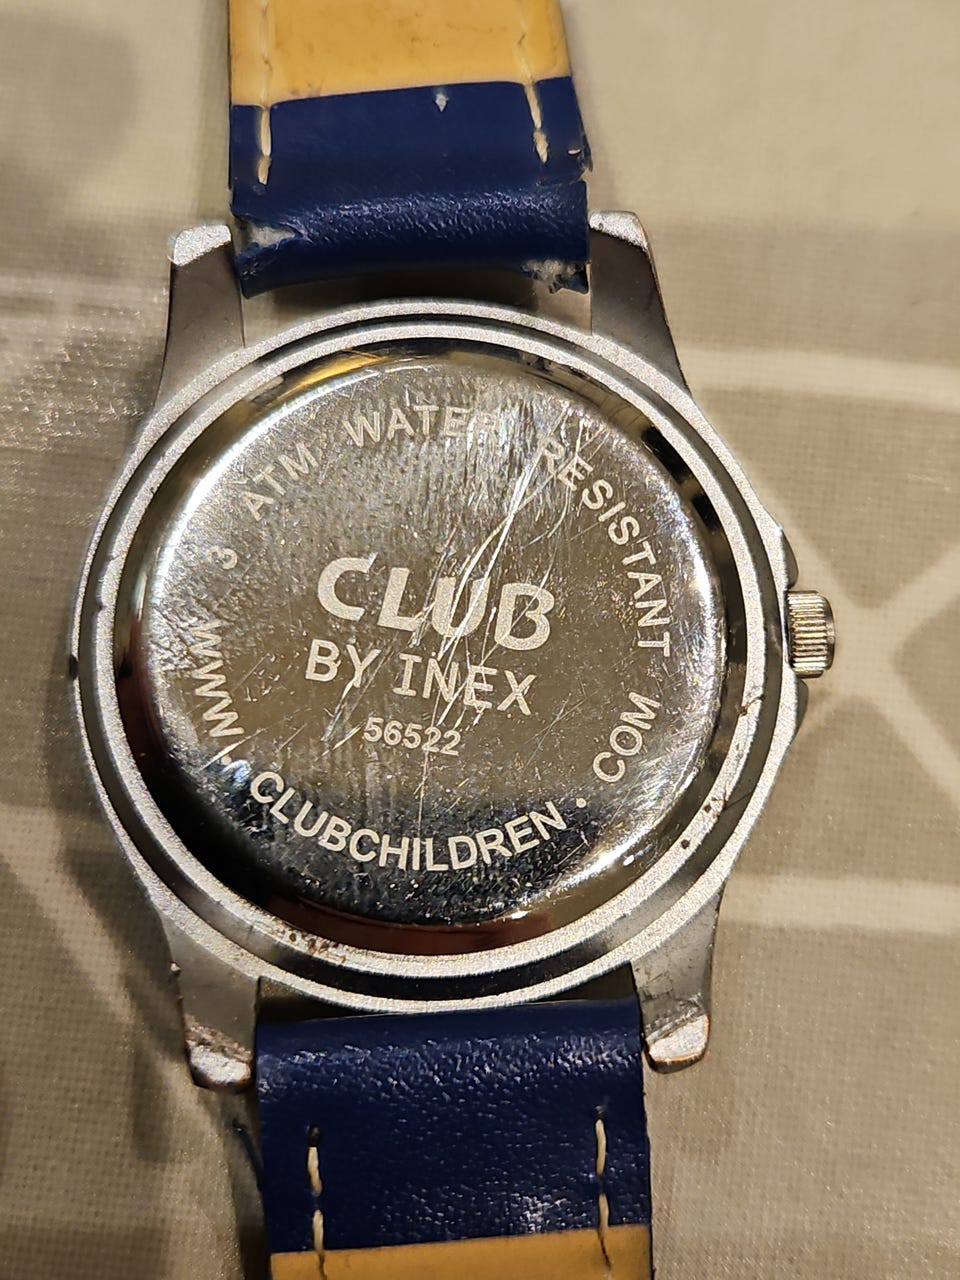 3 ATM WATER RESISTANT
CLUB
BY INEX
56522
WWW • CLUBCHILDREN • COM